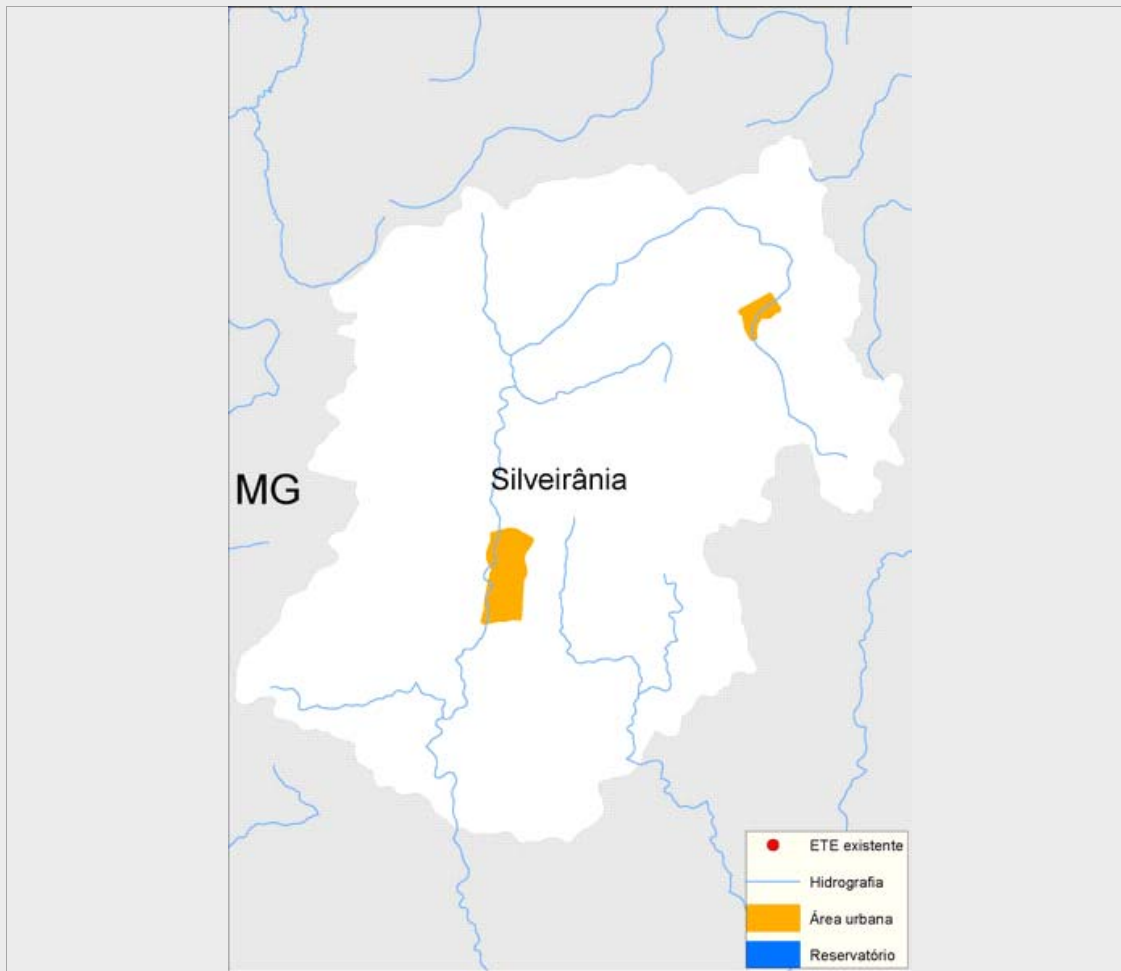 Silveirânia
MG
ETE existente
Hidrografia
Área urbana
Reservatório